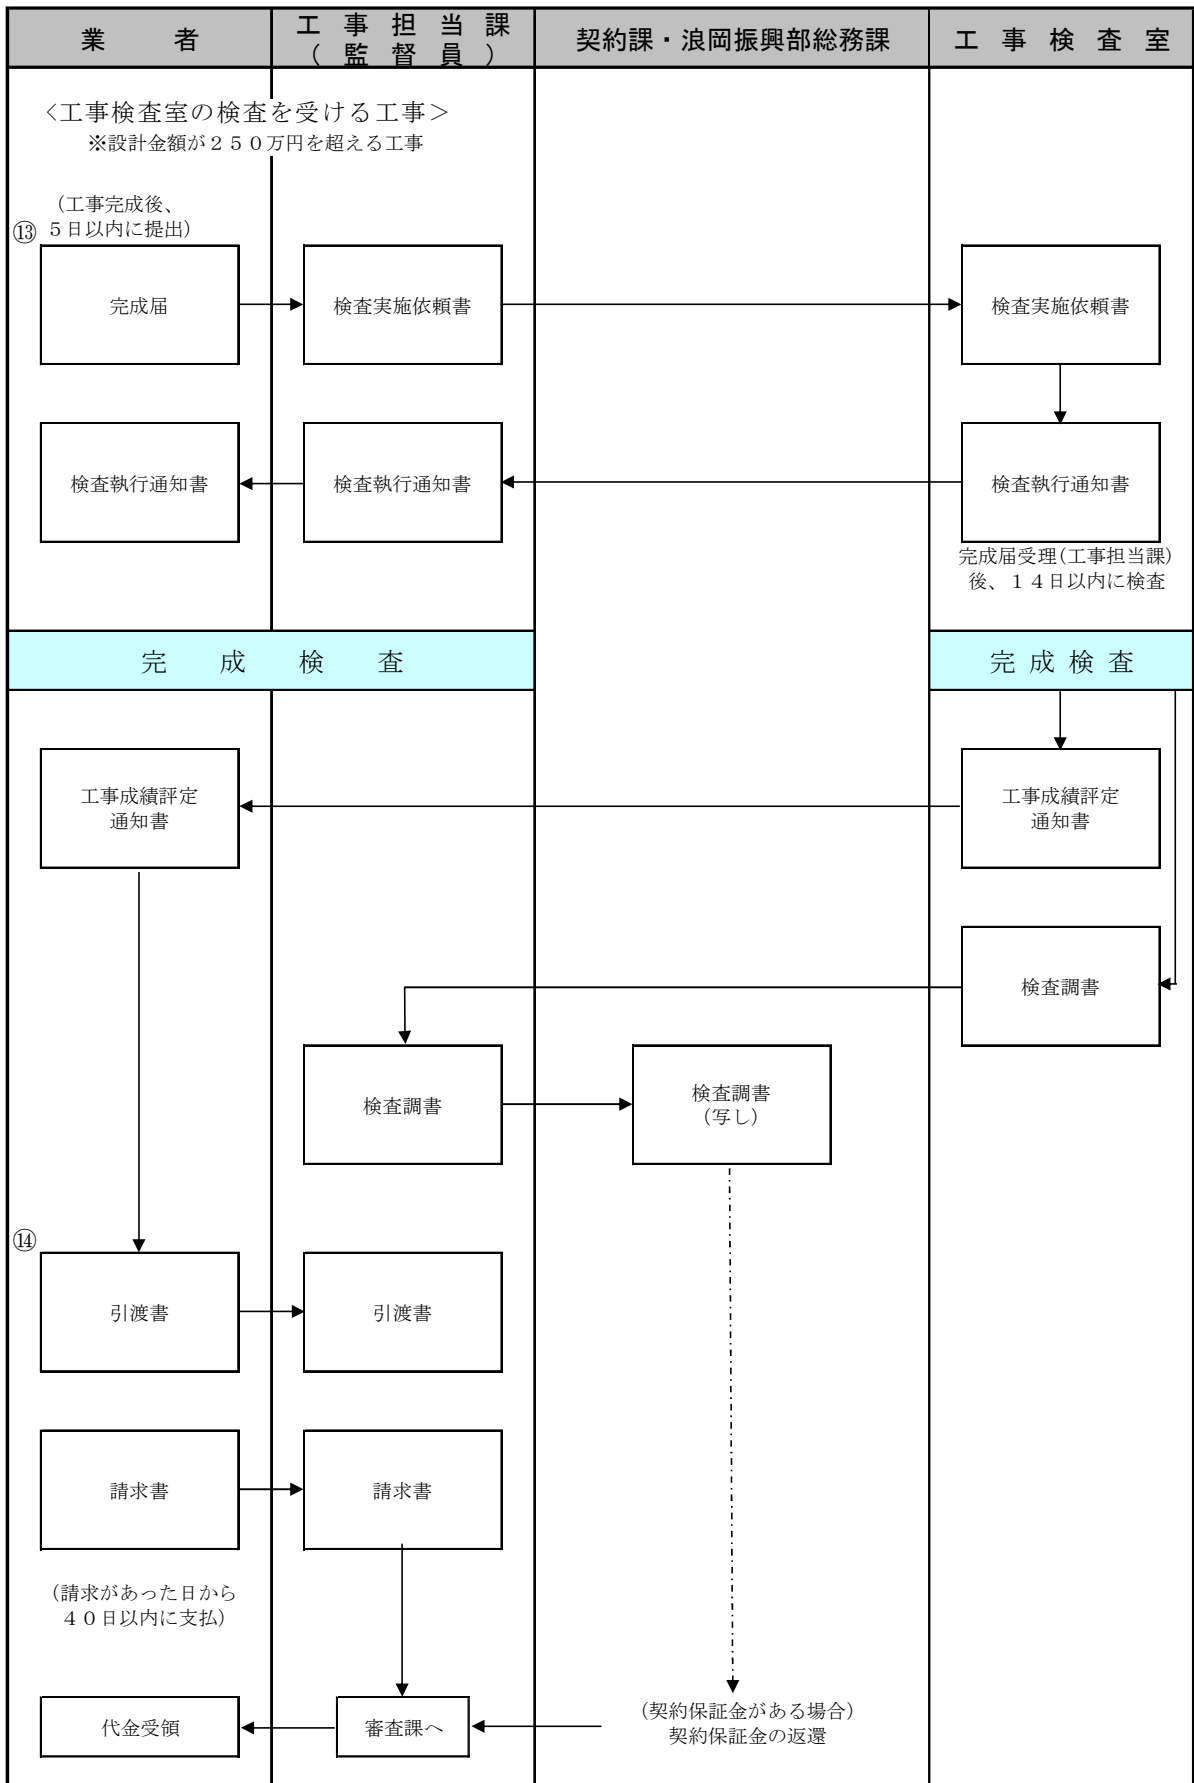 業者
工事担当課
（監督員）
契約課・浪岡振興部総務課
工事検査室
＜工事検査室の検査を受ける工事＞
※設計金額が２５０万円を超える工事
（工事完成後、
⑬ ５日以内に提出）
完成届
検査実施依頼書
検査実施依頼書
検査執行通知書
検査執行通知書
検査執行通知書
完成届受理(工事担当課)
後、１４日以内に検査
完成検査
完成検査
工事成績評定
通知書
工事成績評定
通知書
検査調書
検査調書
検査調書
（写し）
⑭
引渡書
引渡書
請求書
請求書
（請求があった日から
４０日以内に支払）
代金受領
審査課へ
（契約保証金がある場合）
契約保証金の返還